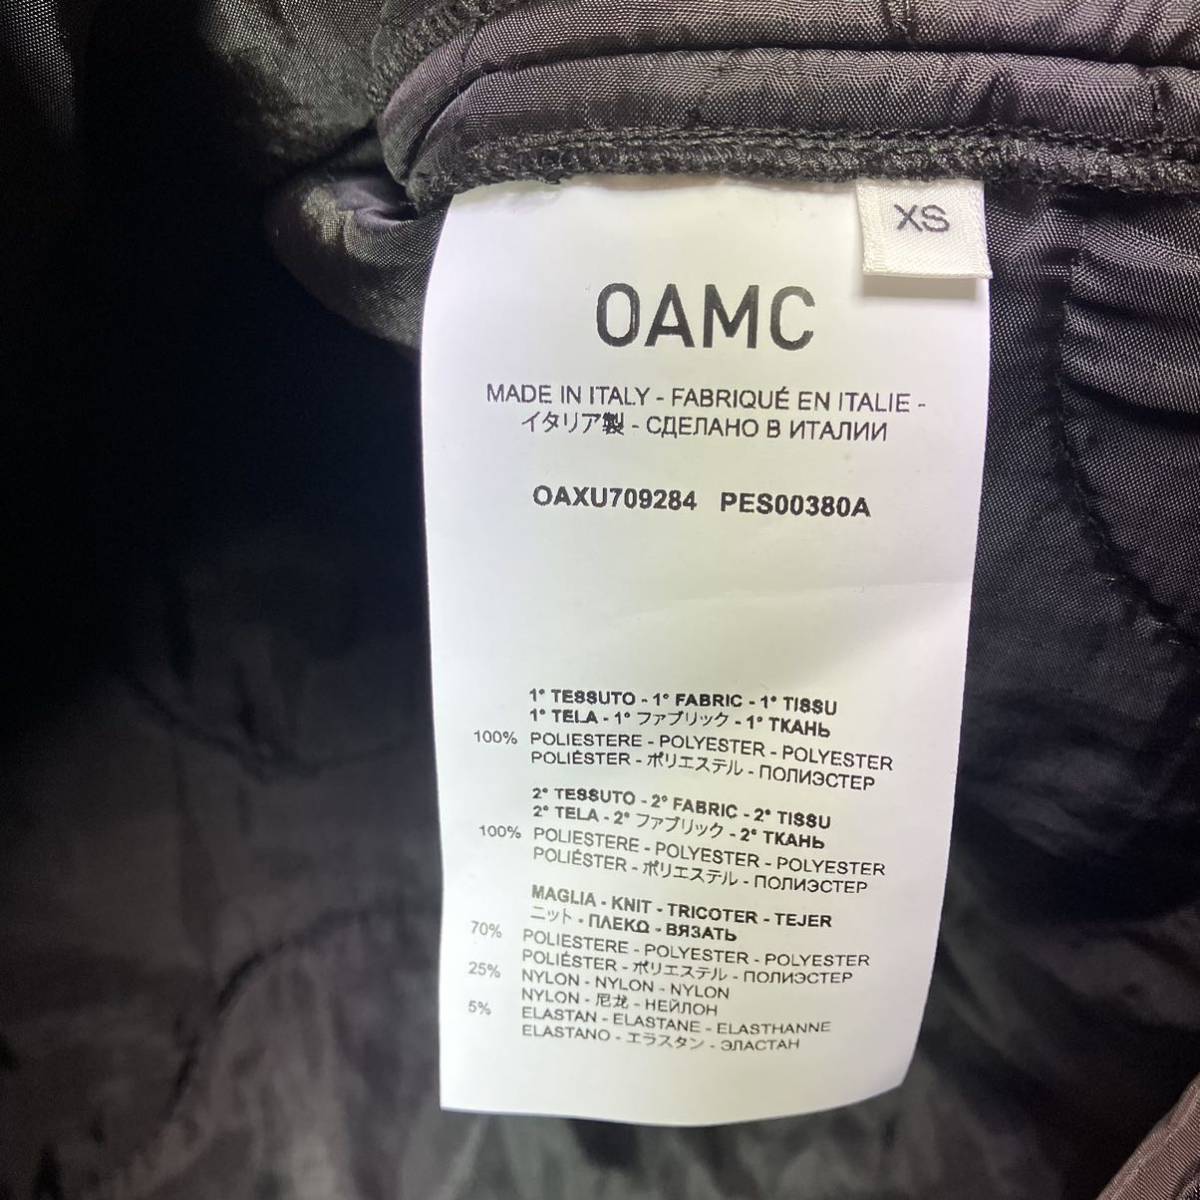 XS
OAMC
MADE IN ITALY - FABRIQUÉ EN ITALIE -
イタリア製 - СДЕЛАНО В ИТАЛИИ
OAXU709284 PES00380A
1° TESSUTO - 1° FABRIC - 1° TISSU
1° TELA - 1° ファブリック - 1° ТКАНЬ
100% POLIESTERE - POLYESTER - POLYESTER
POLIÉSTER - ポリエステル - ПОЛИЭСТЕР
2° TESSUTO - 2° FABRIC - 2° TISSU
2° TELA - 2° ファブリック - 2° ТКАНЬ
100% POLIESTERE - POLYESTER - POLYESTER
POLIÉSTER - ポリエステル - ПОЛИЭСТЕР
MAGLIA - KNIT - TRICOTER - TEJER
ニット - ΠΛΕΚΩ - ВЯЗАТЬ
70% POLIESTERE - POLYESTER - POLYESTER
POLIÉSTER - ポリエステル - ПОЛИЭСТЕР
25% NYLON - NYLON - NYLON
NYLON - 尼龙 - НЕЙЛОН
5% ELASTAN - ELASTANE - ELASTHANNE
ELASTANO - エラスタン - ЭЛАСТАН